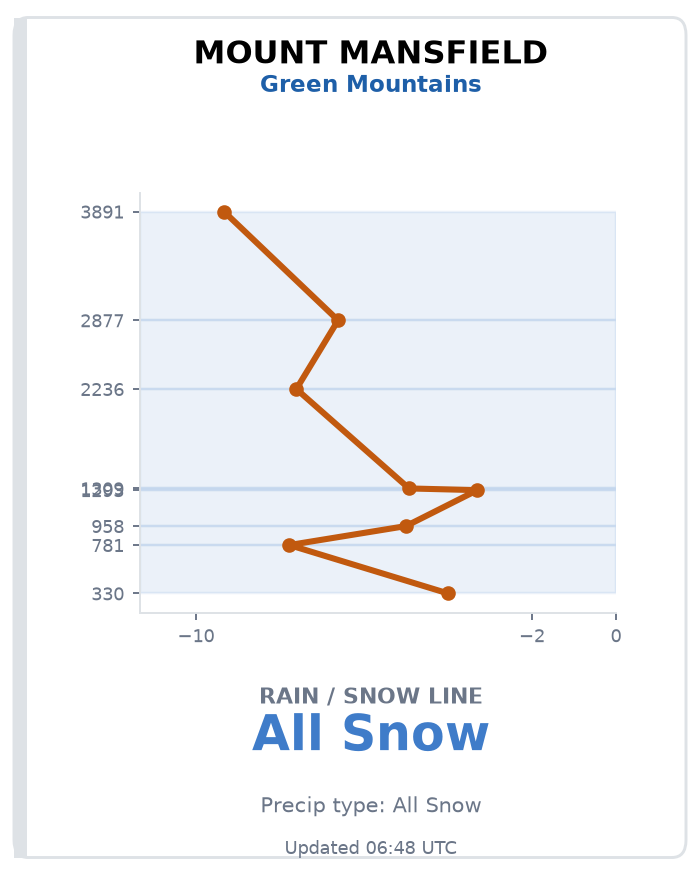 MOUNT MANSFIELD
Green Mountains
3891
2877
2236
958
781
330
−10
−2
0
RAIN / SNOW LINE
All Snow
Precip type: All Snow
Updated 06:48 UTC